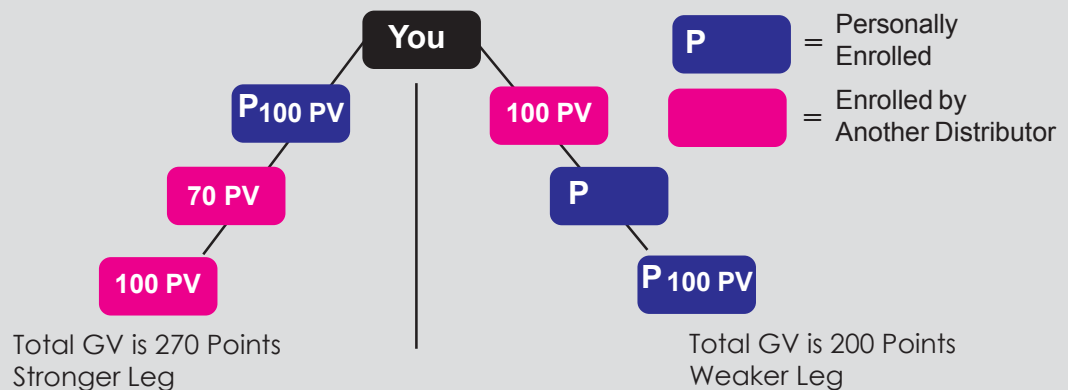 You
P = Personally
Enrolled
P 100 PV
100 PV
= Enrolled by
Another Distributor
70 PV
P
100 PV
P 100 PV
Total GV is 270 Points
Stronger Leg
Total GV is 200 Points
Weaker Leg